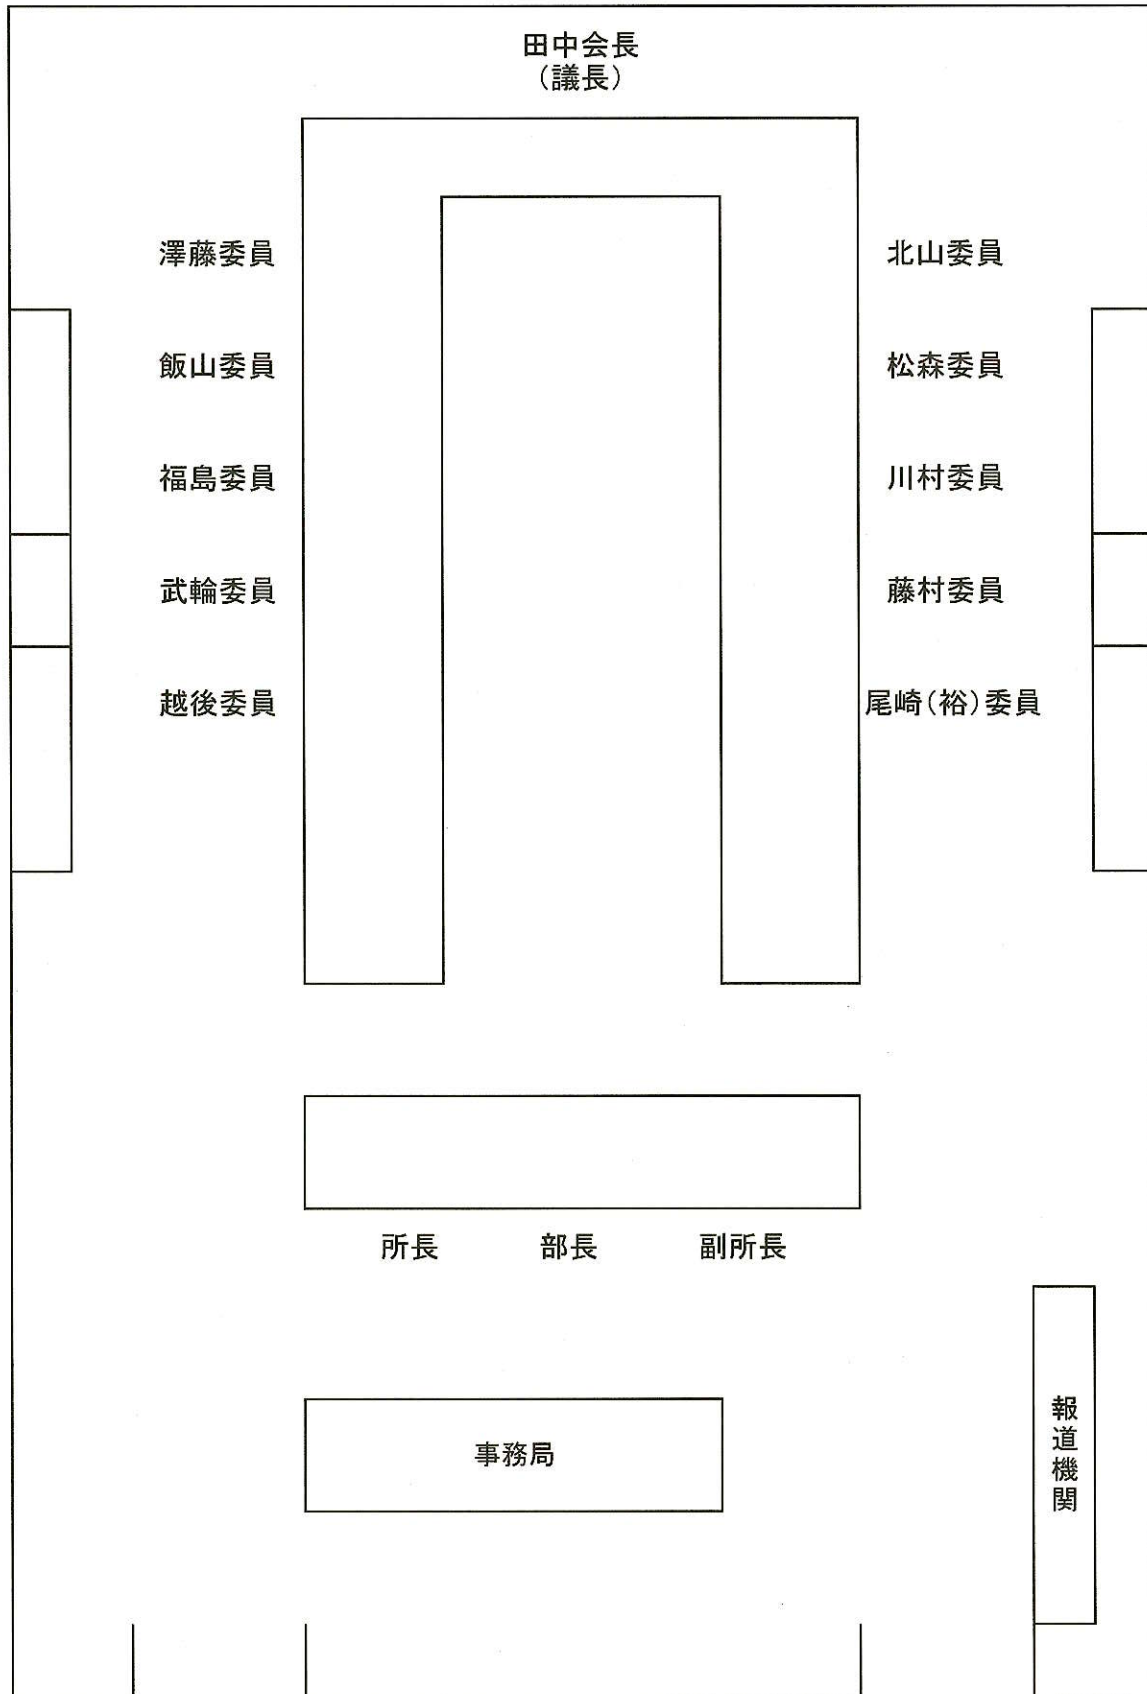 田中会長
（議長）
澤藤委員
北山委員
飯山委員
松森委員
福島委員
川村委員
武輪委員
藤村委員
越後委員
尾崎（裕）委員
所長
部長
副所長
事務局
報道機関